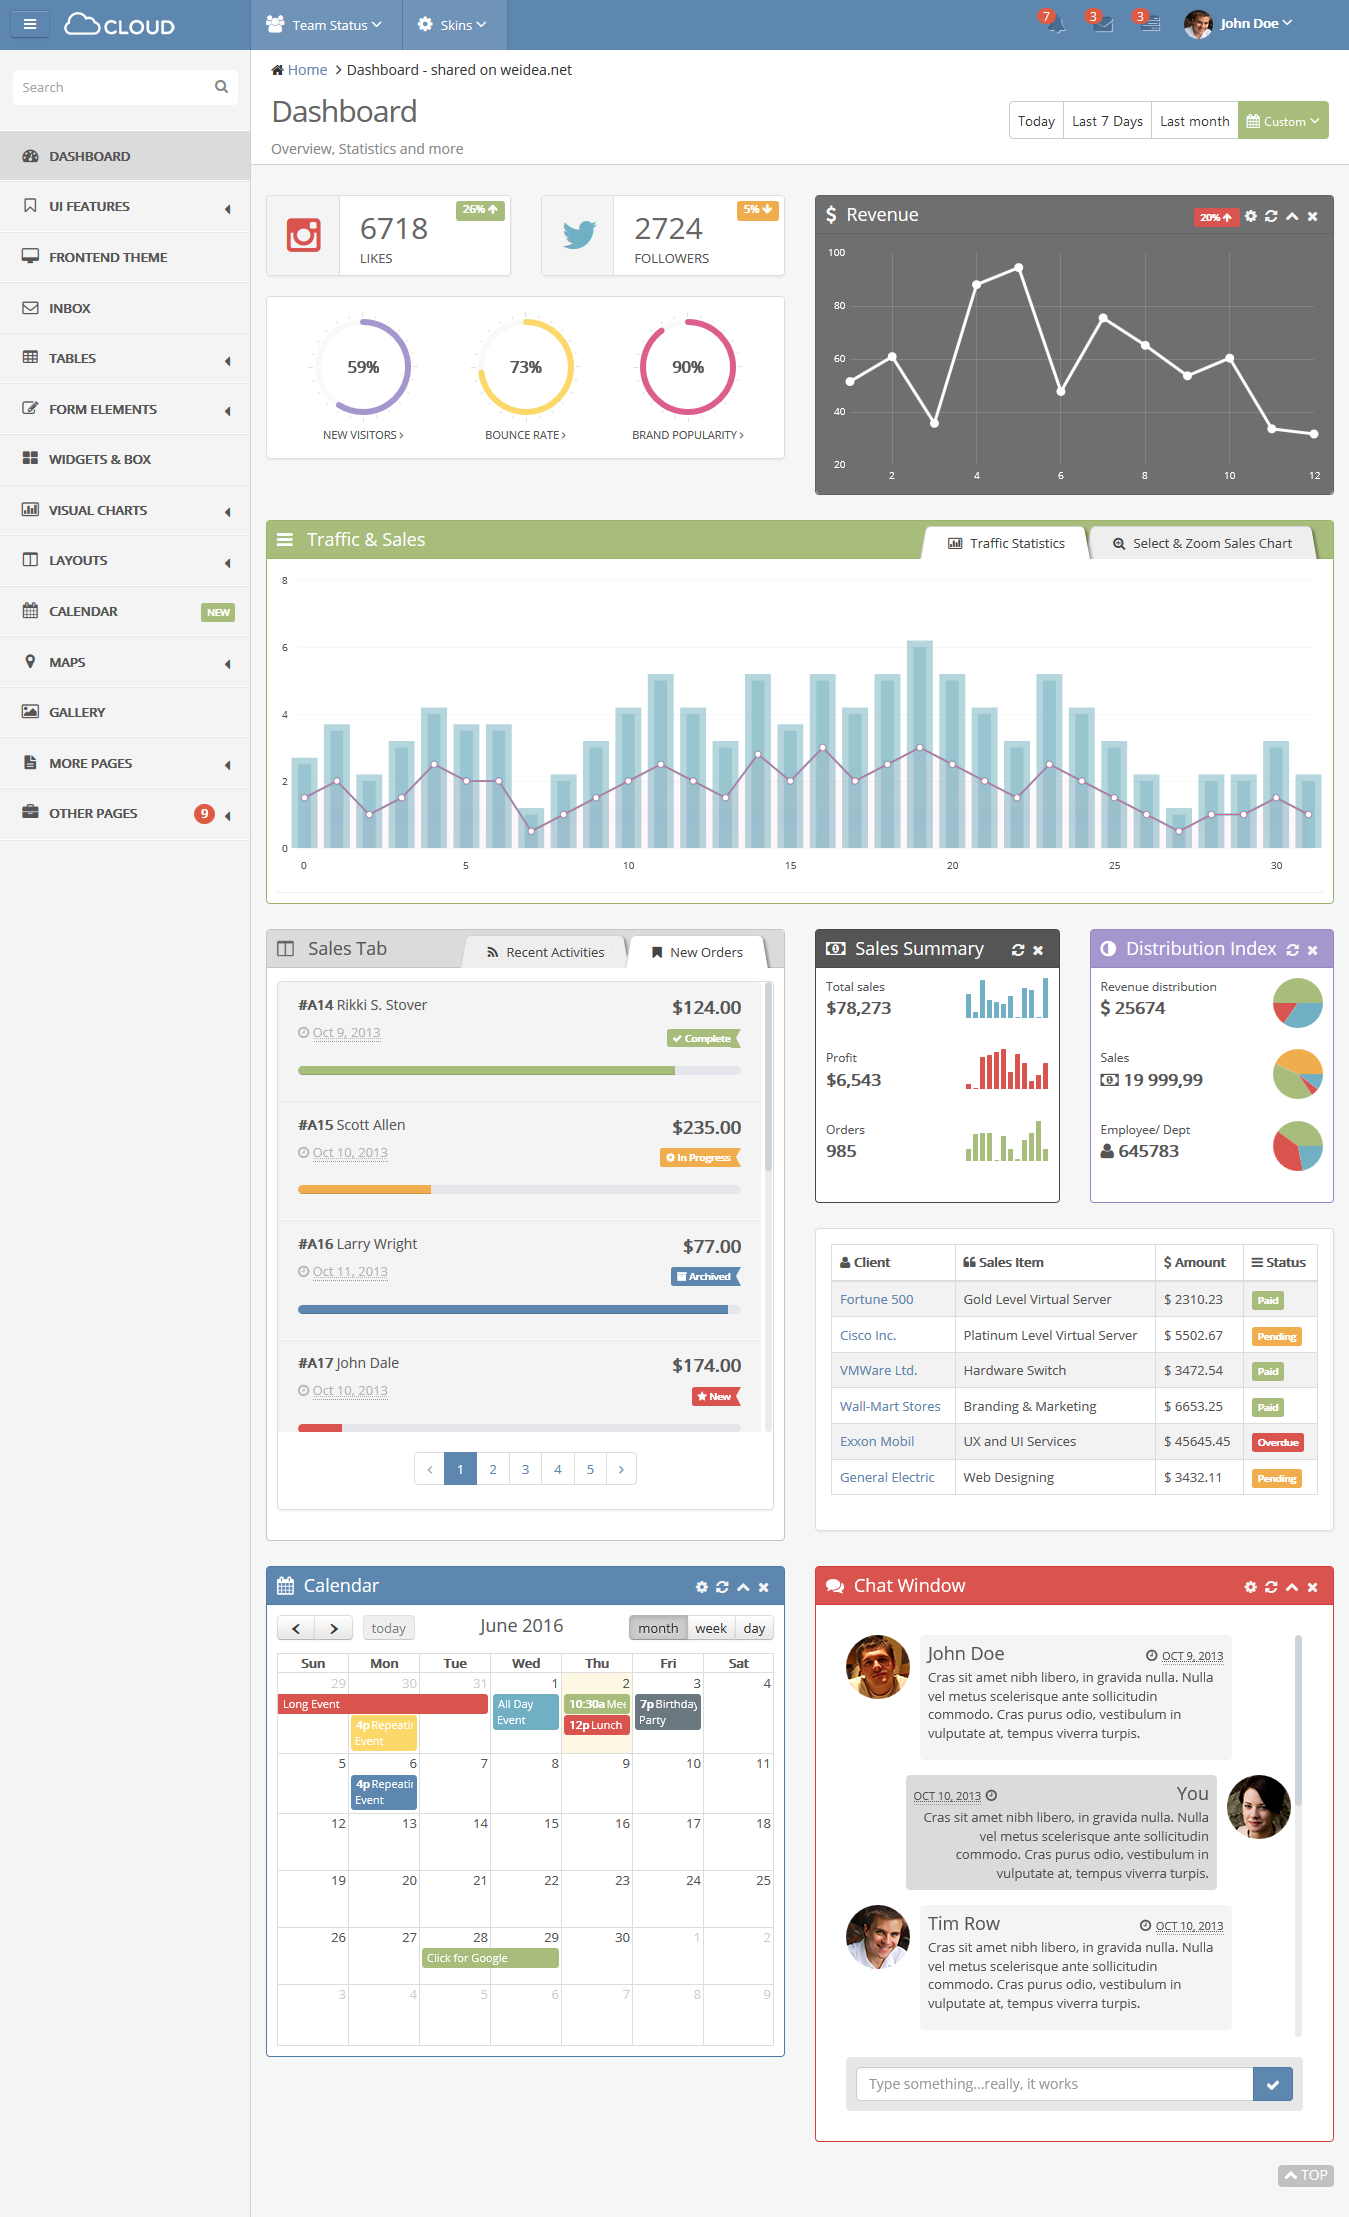 CLOUD
Team Status
Skins
7
3
3
John Doe
Search
DASHBOARD
UI FEATURES
FRONTEND THEME
INBOX
TABLES
FORM ELEMENTS
WIDGETS & BOX
VISUAL CHARTS
LAYOUTS
CALENDAR NEW
MAPS
GALLERY
MORE PAGES
OTHER PAGES 9
Home > Dashboard - shared on weidea.net
Dashboard
Overview, Statistics and more
Today
Last 7 Days
Last month
Custom
6718
LIKES
26%
2724
FOLLOWERS
5%
59%
NEW VISITORS
73%
BOUNCE RATE
90%
BRAND POPULARITY
$ Revenue
20%
100
80
60
40
20
2 4 6 8 10 12
Traffic & Sales
Traffic Statistics
Select & Zoom Sales Chart
8
6
4
2
0
0 5 10 15 20 25 30
Sales Tab
Recent Activities
New Orders
#A14 Rikki S. Stover
$124.00
Oct 9, 2013
Complete
#A15 Scott Allen
$235.00
Oct 10, 2013
In Progress
#A16 Larry Wright
$77.00
Oct 11, 2013
Archived
#A17 John Dale
$174.00
Oct 10, 2013
New
‹ 1 2 3 4 5 ›
Sales Summary
Total sales
$78,273
Profit
$6,543
Orders
985
Distribution Index
Revenue distribution
$ 25674
Sales
19 999,99
Employee/ Dept
645783
Client Sales Item $ Amount Status
Fortune 500 Gold Level Virtual Server $ 2310.23 Paid
Cisco Inc. Platinum Level Virtual Server $ 5502.67 Pending
VMWare Ltd. Hardware Switch $ 3472.54 Paid
Wall-Mart Stores Branding & Marketing $ 6653.25 Paid
Exxon Mobil UX and UI Services $ 45645.45 Overdue
General Electric Web Designing $ 3432.11 Pending
Calendar
today
June 2016
month week day
Sun Mon Tue Wed Thu Fri Sat
29 30 31 1 2 3 4
Long Event
4p Repeatin
Event
All Day
Event
10:30a Mee
12p Lunch
7p Birthday
Party
5 6 7 8 9 10 11
4p Repeatin
Event
12 13 14 15 16 17 18
19 20 21 22 23 24 25
26 27 28 29 30 1 2
Click for Google
3 4 5 6 7 8 9
Chat Window
John Doe
OCT 9, 2013
Cras sit amet nibh libero, in gravida nulla. Nulla
vel metus scelerisque ante sollicitudin
commodo. Cras purus odio, vestibulum in
vulputate at, tempus viverra turpis.
OCT 10, 2013
You
Cras sit amet nibh libero, in gravida nulla. Nulla
vel metus scelerisque ante sollicitudin
commodo. Cras purus odio, vestibulum in
vulputate at, tempus viverra turpis.
Tim Row
OCT 10, 2013
Cras sit amet nibh libero, in gravida nulla. Nulla
vel metus scelerisque ante sollicitudin
commodo. Cras purus odio, vestibulum in
vulputate at, tempus viverra turpis.
Type something...really, it works
TOP